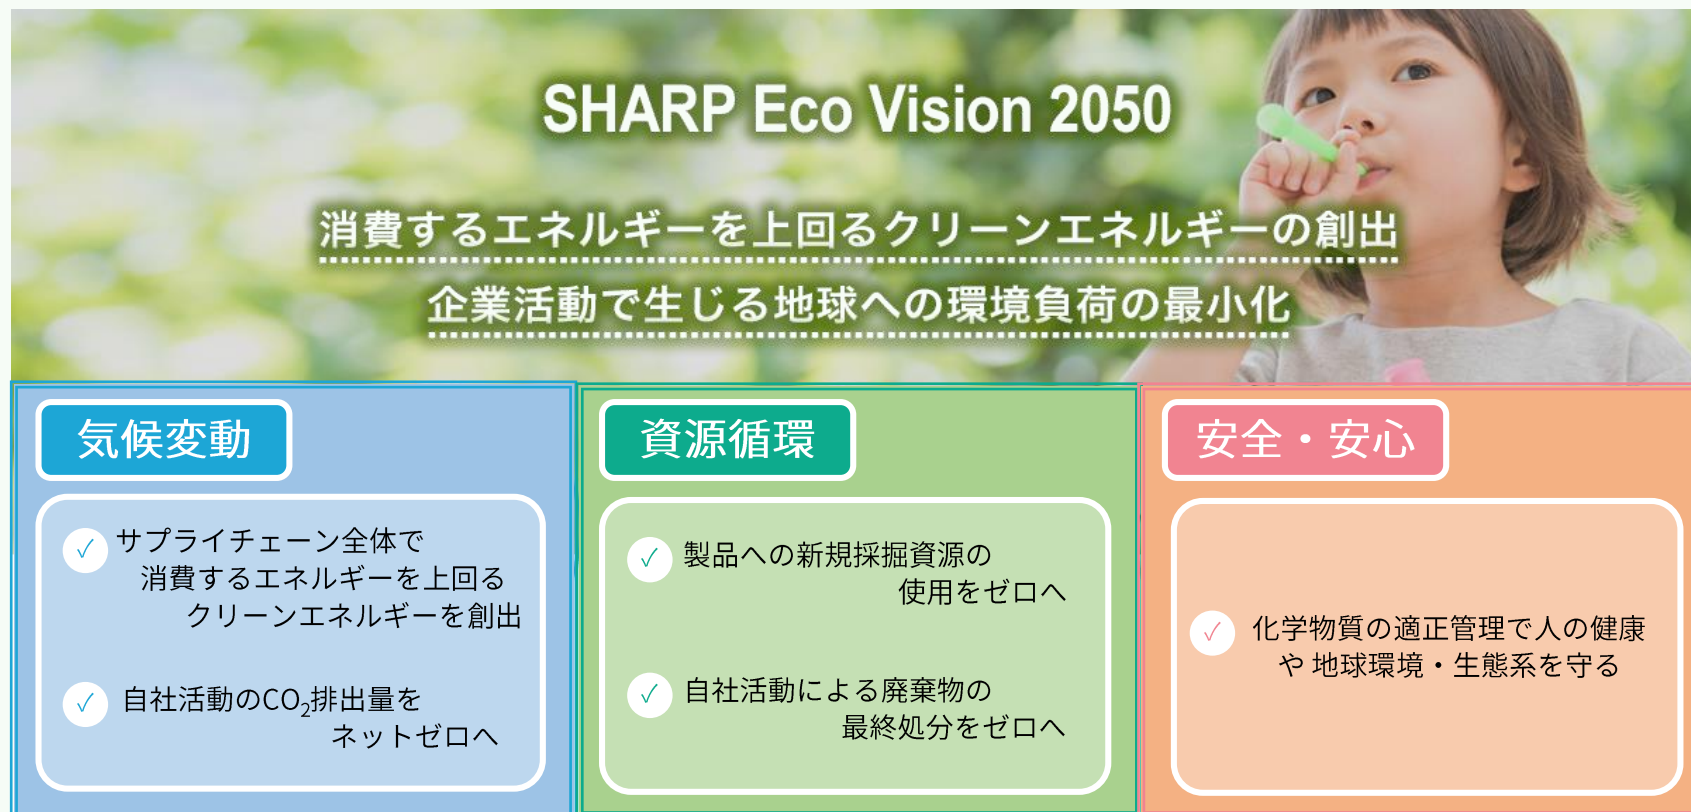 SHARP Eco Vision 2050
消費するエネルギーを上回るクリーンエネルギーの創出
企業活動で生じる地球への環境負荷の最小化
気候変動
サプライチェーン全体で
消費するエネルギーを上回る
クリーンエネルギーを創出
自社活動のCO₂排出量を
ネットゼロへ
資源循環
製品への新規採掘資源の
使用をゼロへ
自社活動による廃棄物の
最終処分をゼロへ
安全・安心
化学物質の適正管理で人の健康
や 地球環境・生態系を守る